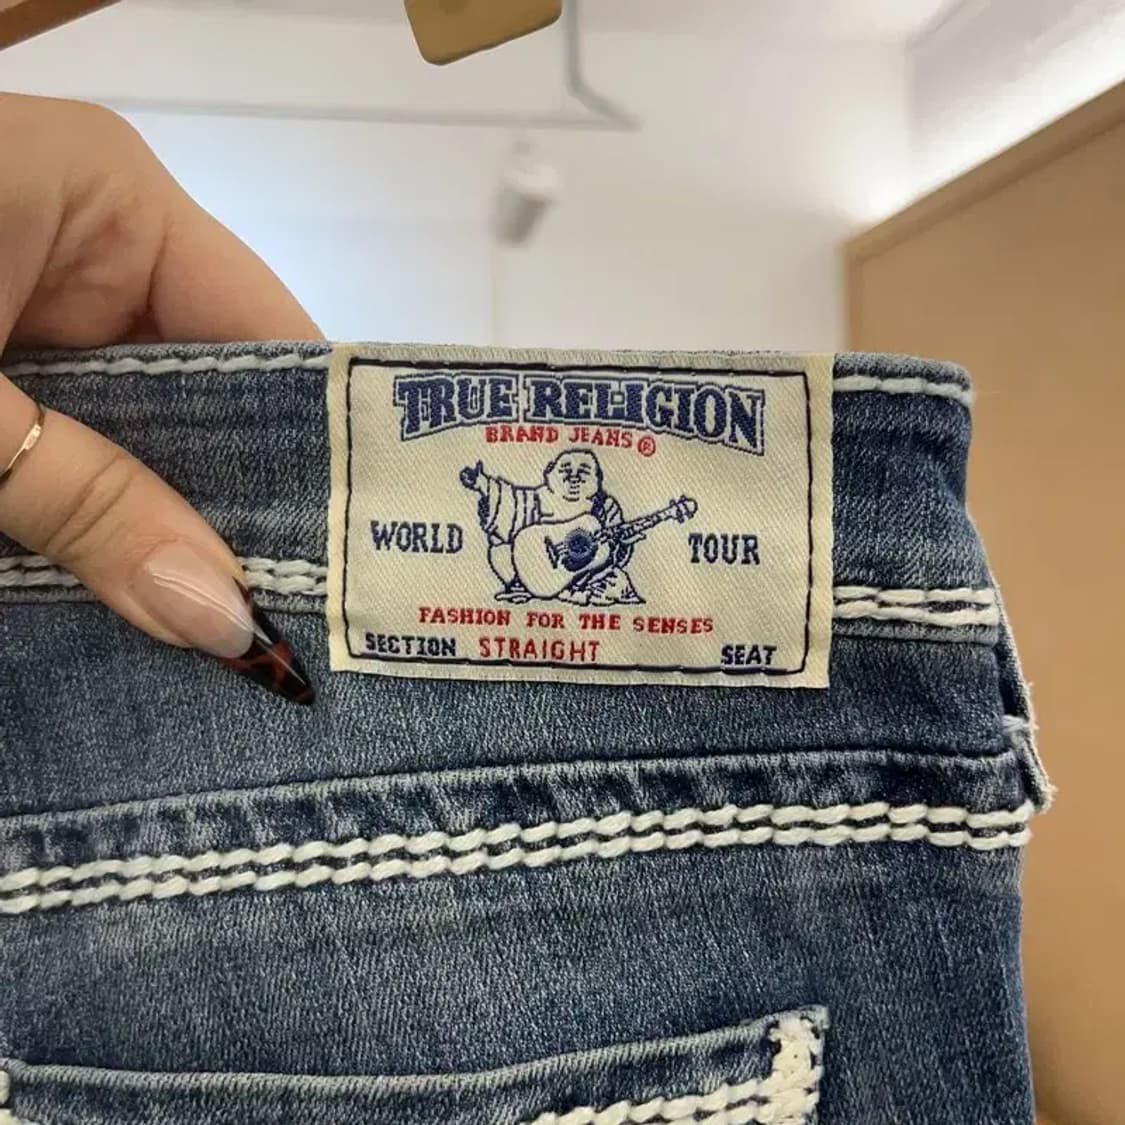 TRUE RELIGION
BRAND JEANS®
WORLD TOUR
FASHION FOR THE SENSES
SECTION STRAIGHT SEAT